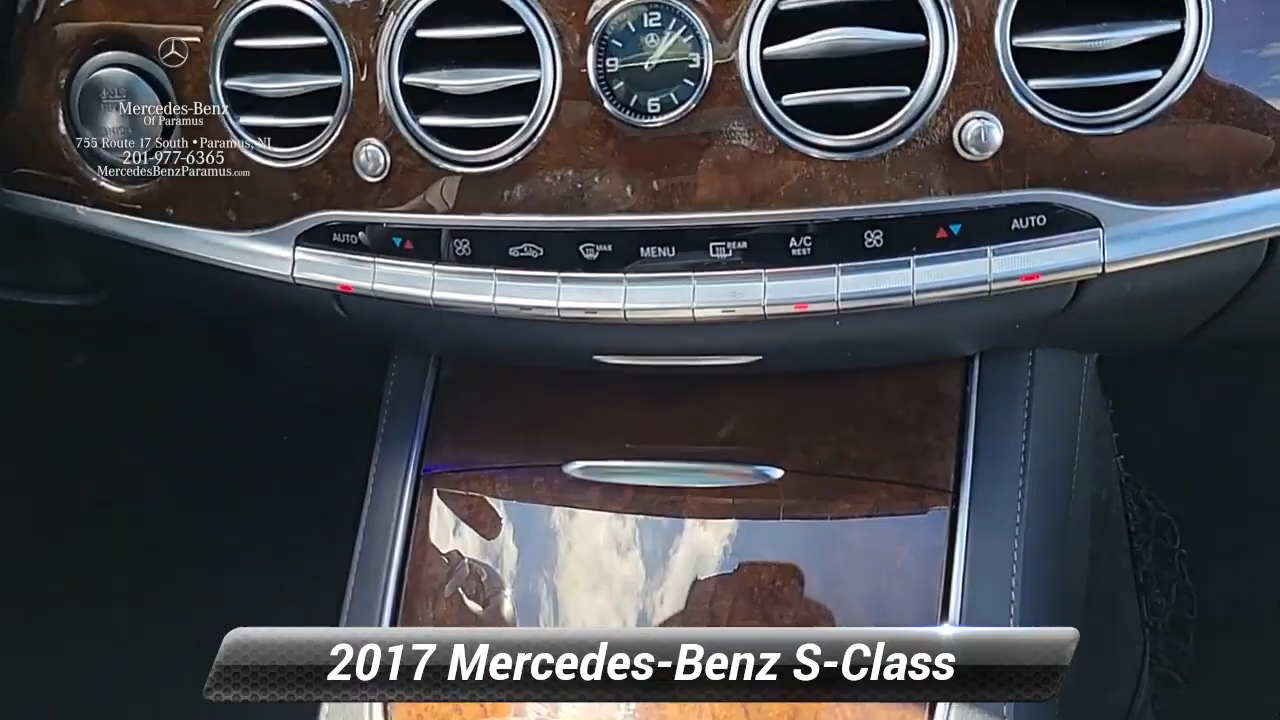 Mercedes-Benz
Of Paramus
755 Route 17 South • Paramus, NJ
201-977-6365
MercedesBenzParamus.com
12
3
6
9
AUTO
MAX
MENU
REAR
A/C
REST
AUTO
2017 Mercedes-Benz S-Class